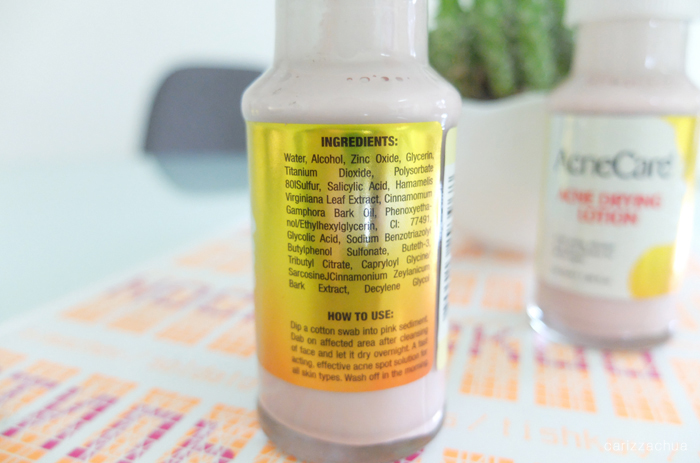 INGREDIENTS:
Water, Alcohol, Zinc Oxide, Glycerin,
Titanium Dioxide, Polysorbate
80lSulfur, Salicylic Acid, Hamamelis
Virginiana Leaf Extract, Cinnamomum
Gamphora Bark Oil, Phenoxyetha-
nol/Ethylhexylglycerin, CI: 77491,
Glycolic Acid, Sodium Benzotriazolyl
Butylphenol Sulfonate, Buteth-3,
Tributyl Citrate, Capryloyl Glycine/
SarcosineJCinnamonium Zeylanicum
Bark Extract, Decylene Glycol
HOW TO USE:
Dip a cotton swab into pink sediment.
Dab on affected area after cleansing
of face and let it dry overnight. A fast
acting, effective acne spot solution for
all skin types. Wash off in the morning.
AcneCare
ACNE DRYING
LOTION
carizzachua